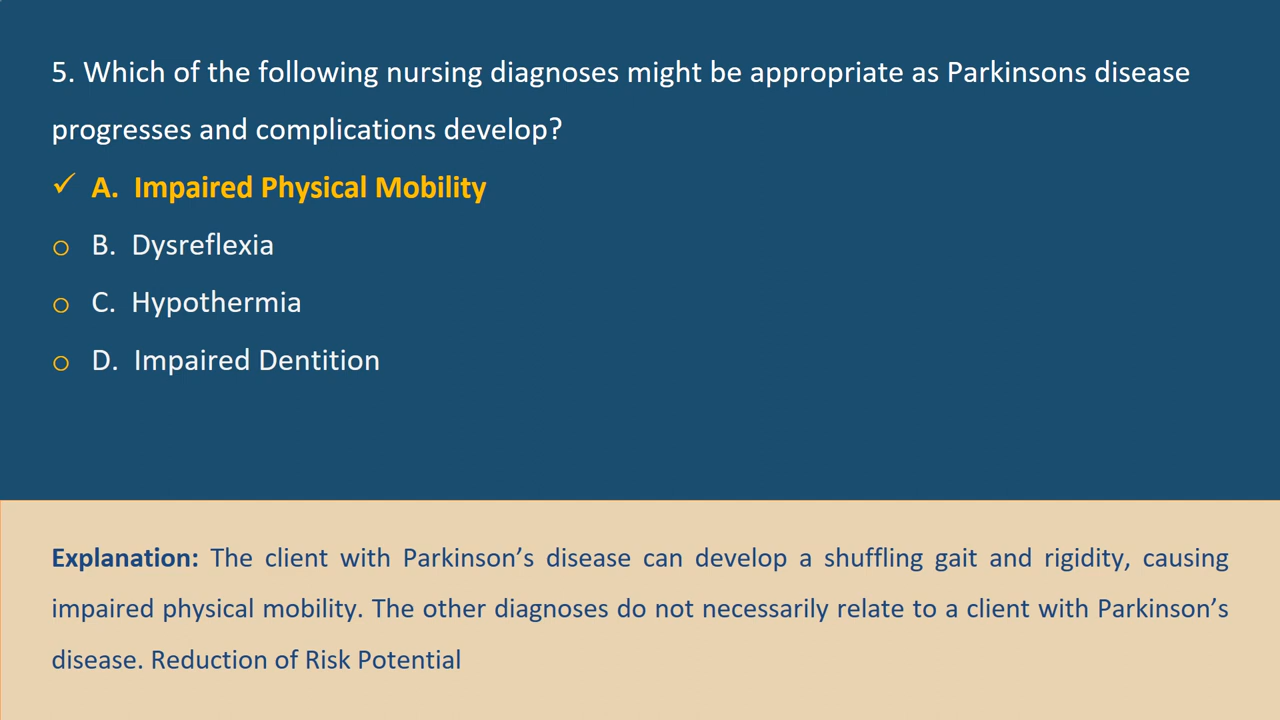 5. Which of the following nursing diagnoses might be appropriate as Parkinsons disease
progresses and complications develop?
✓ A. Impaired Physical Mobility
o B. Dysreflexia
o C. Hypothermia
o D. Impaired Dentition
Explanation: The client with Parkinson’s disease can develop a shuffling gait and rigidity, causing
impaired physical mobility. The other diagnoses do not necessarily relate to a client with Parkinson’s
disease. Reduction of Risk Potential